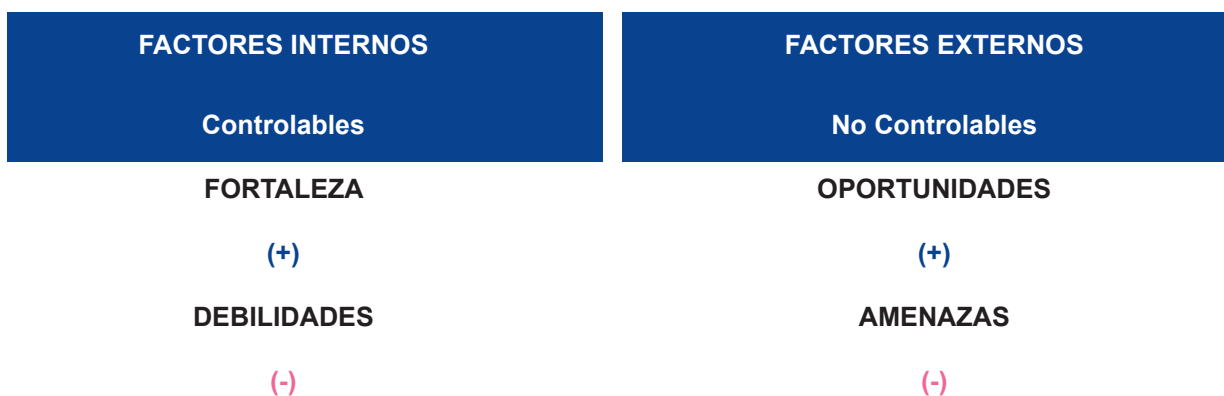 FACTORES INTERNOS
Controlables
FORTALEZA
(+)
DEBILIDADES
(-)
FACTORES EXTERNOS
No Controlables
OPORTUNIDADES
(+)
AMENAZAS
(-)